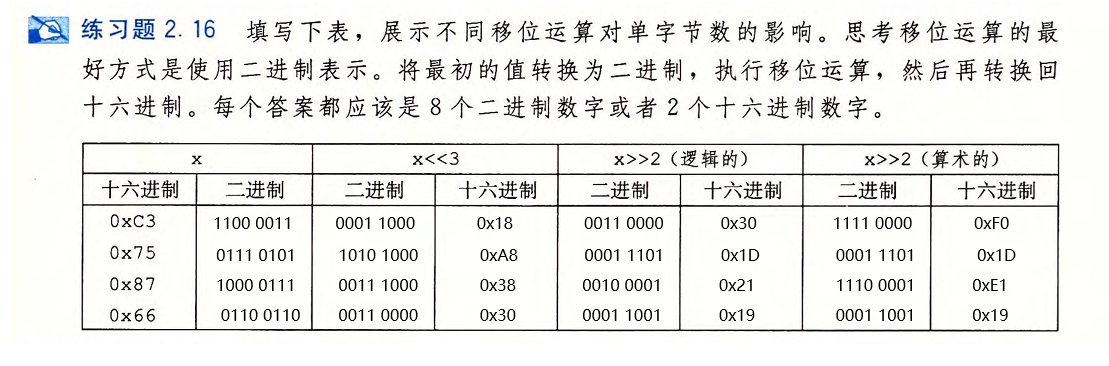 练习题 2.16 填写下表，展示不同移位运算对单字节数的影响。思考移位运算的最
好方式是使用二进制表示。将最初的值转换为二进制，执行移位运算，然后再转换回
十六进制。每个答案都应该是 8 个二进制数字或者 2 个十六进制数字。
x x<<3 x>>2（逻辑的） x>>2（算术的）
十六进制 二进制 二进制 十六进制 二进制 十六进制 二进制 十六进制
0xC3 1100 0011 0001 1000 0x18 0011 0000 0x30 1111 0000 0xF0
0x75 0111 0101 1010 1000 0xA8 0001 1101 0x1D 0001 1101 0x1D
0x87 1000 0111 0011 1000 0x38 0010 0001 0x21 1110 0001 0xE1
0x66 0110 0110 0011 0000 0x30 0001 1001 0x19 0001 1001 0x19